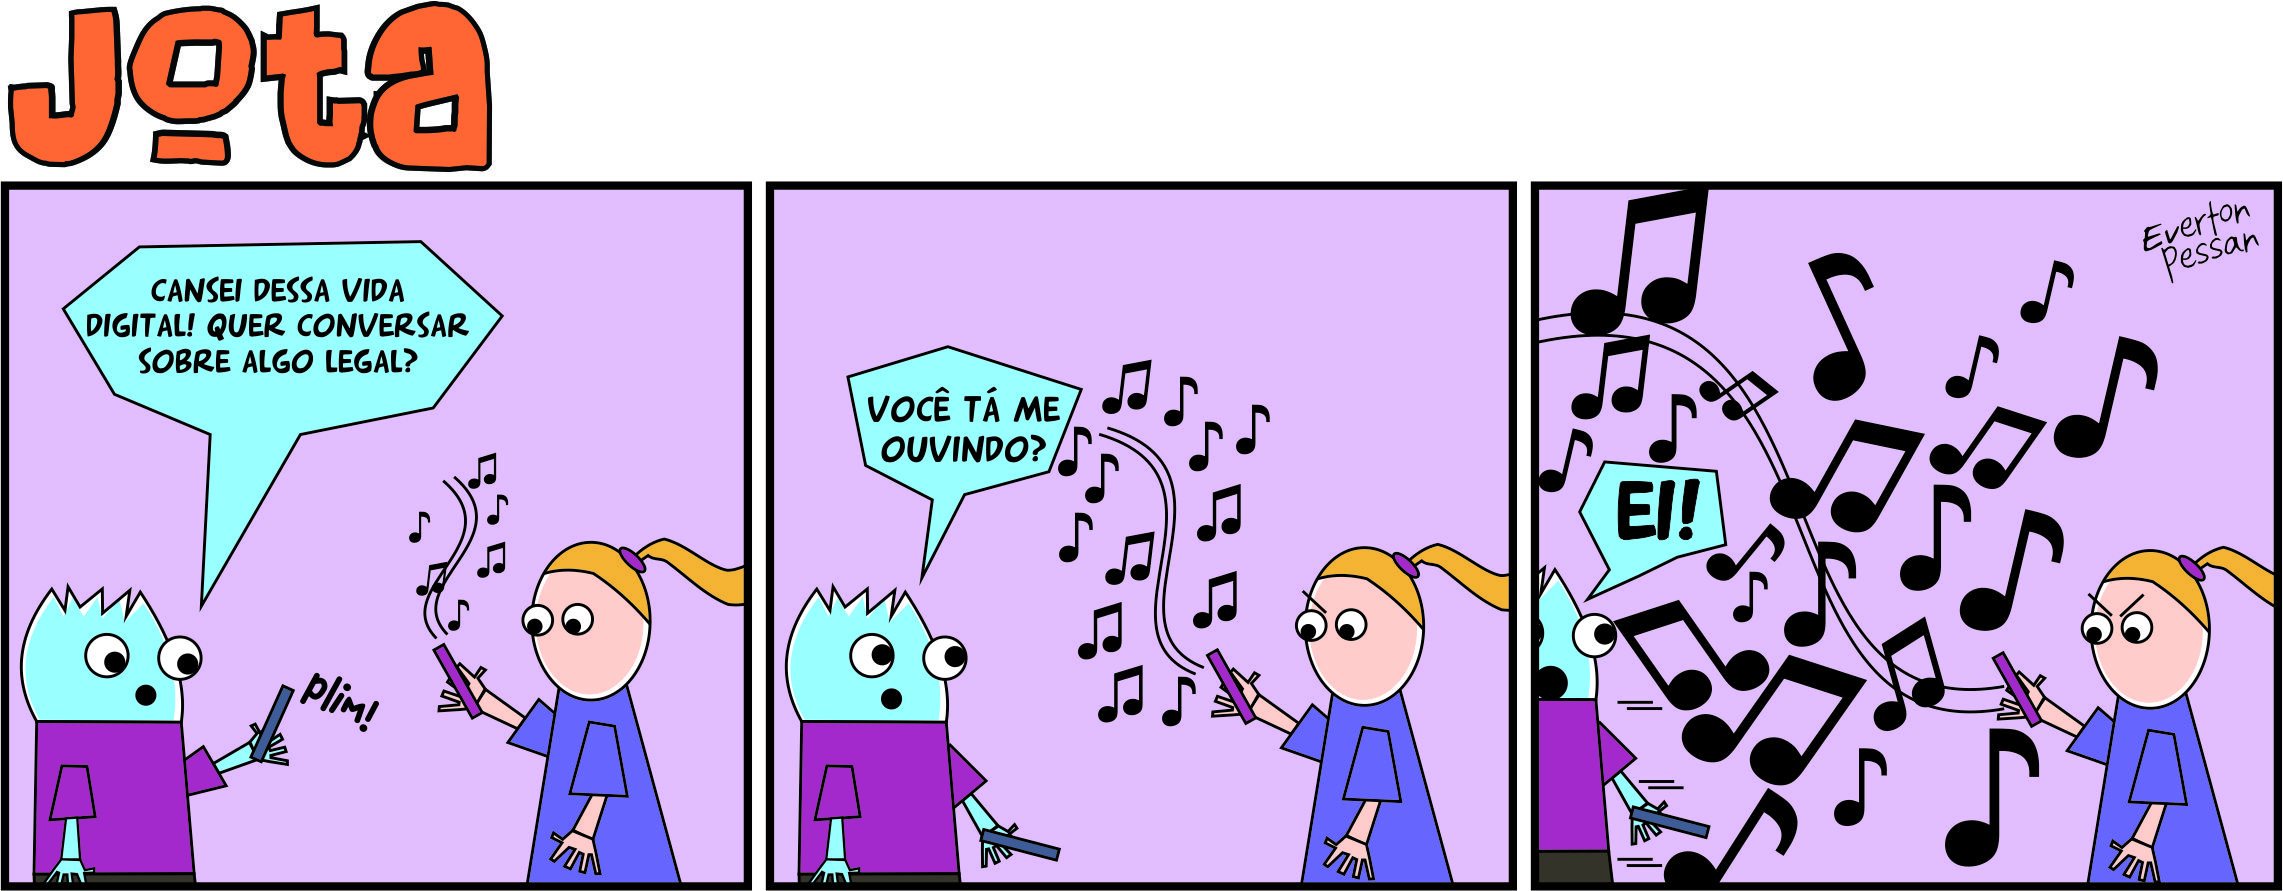 Jota
CANSEI DESSA VIDA
DIGITAL! QUER CONVERSAR
SOBRE ALGO LEGAL?
plim!
VOCÊ TÁ ME
OUVINDO?
Everton
Pessan
EI!